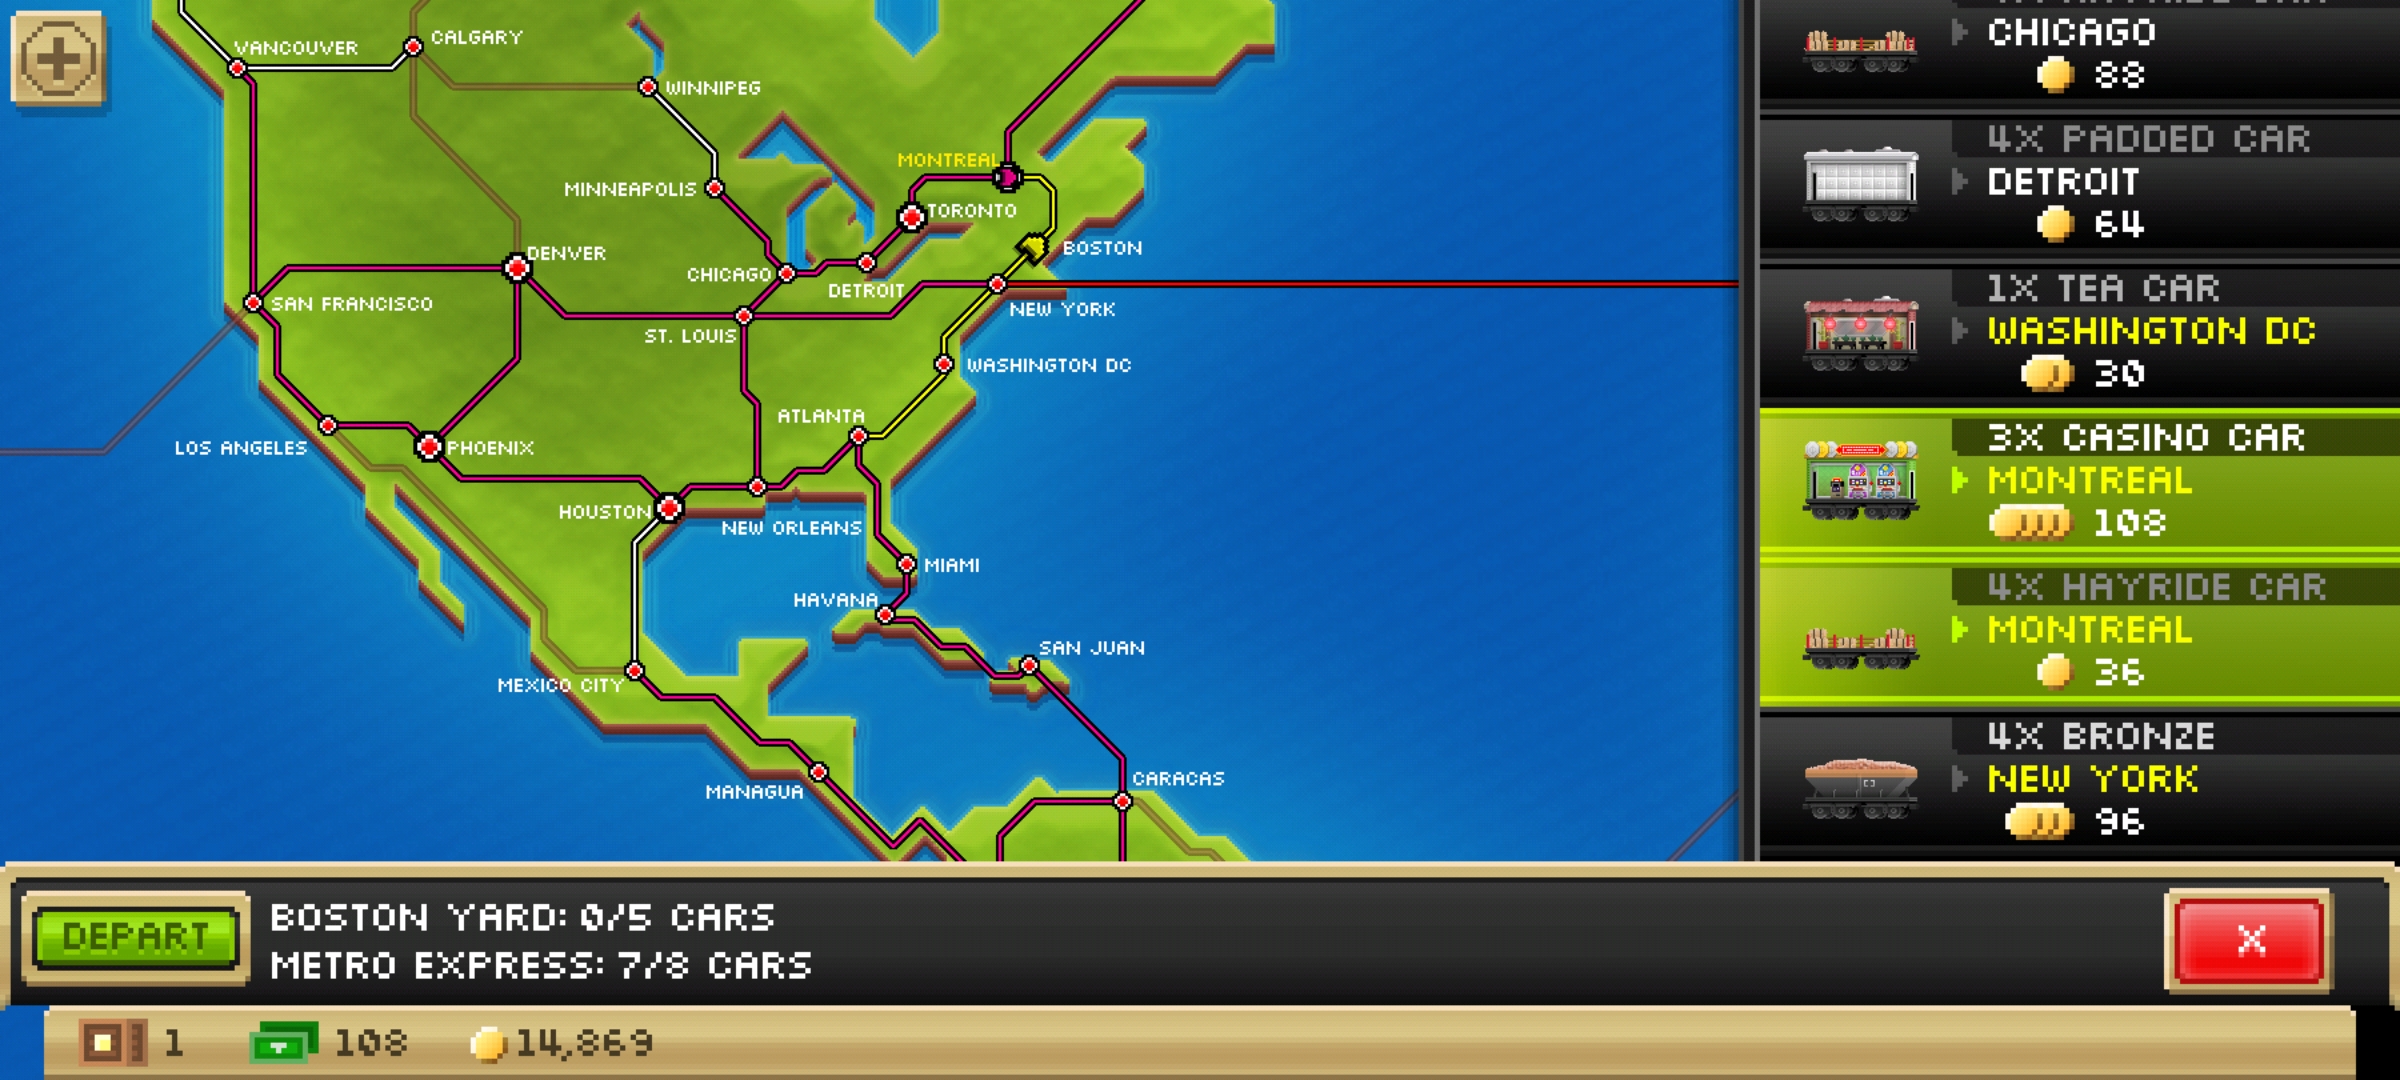 CALGARY
VANCOUVER
WINNIPEG
MONTREAL
MINNEAPOLIS
TORONTO
BOSTON
DENVER
CHICAGO
DETROIT
SAN FRANCISCO
NEW YORK
ST. LOUIS
WASHINGTON DC
ATLANTA
LOS ANGELES
PHOENIX
HOUSTON
NEW ORLEANS
MIAMI
HAVANA
SAN JUAN
MEXICO CITY
CARACAS
MANAGUA
CHICAGO
88
4X PADDED CAR
DETROIT
64
1X TEA CAR
WASHINGTON DC
30
3X CASINO CAR
MONTREAL
108
4X HAYRIDE CAR
MONTREAL
36
4X BRONZE
NEW YORK
96
DEPART
BOSTON YARD: 0/5 CARS
METRO EXPRESS: 7/8 CARS
X
1
108
14,869